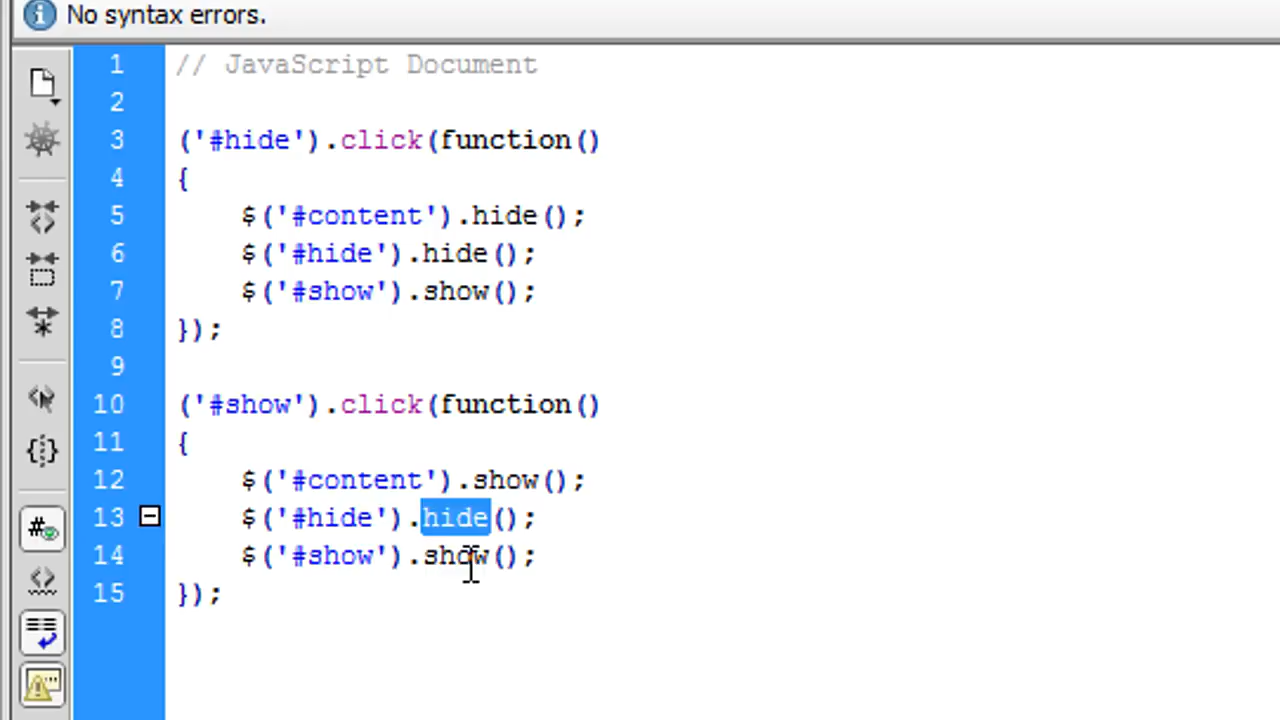 No syntax errors.
1 // JavaScript Document
2
3 ('#hide').click(function()
4 {
5 $('#content').hide();
6 $('#hide').hide();
7 $('#show').show();
8 });
9
10 ('#show').click(function()
11 {
12 $('#content').show();
13 $('#hide').hide();
14 $('#show').show();
15 });